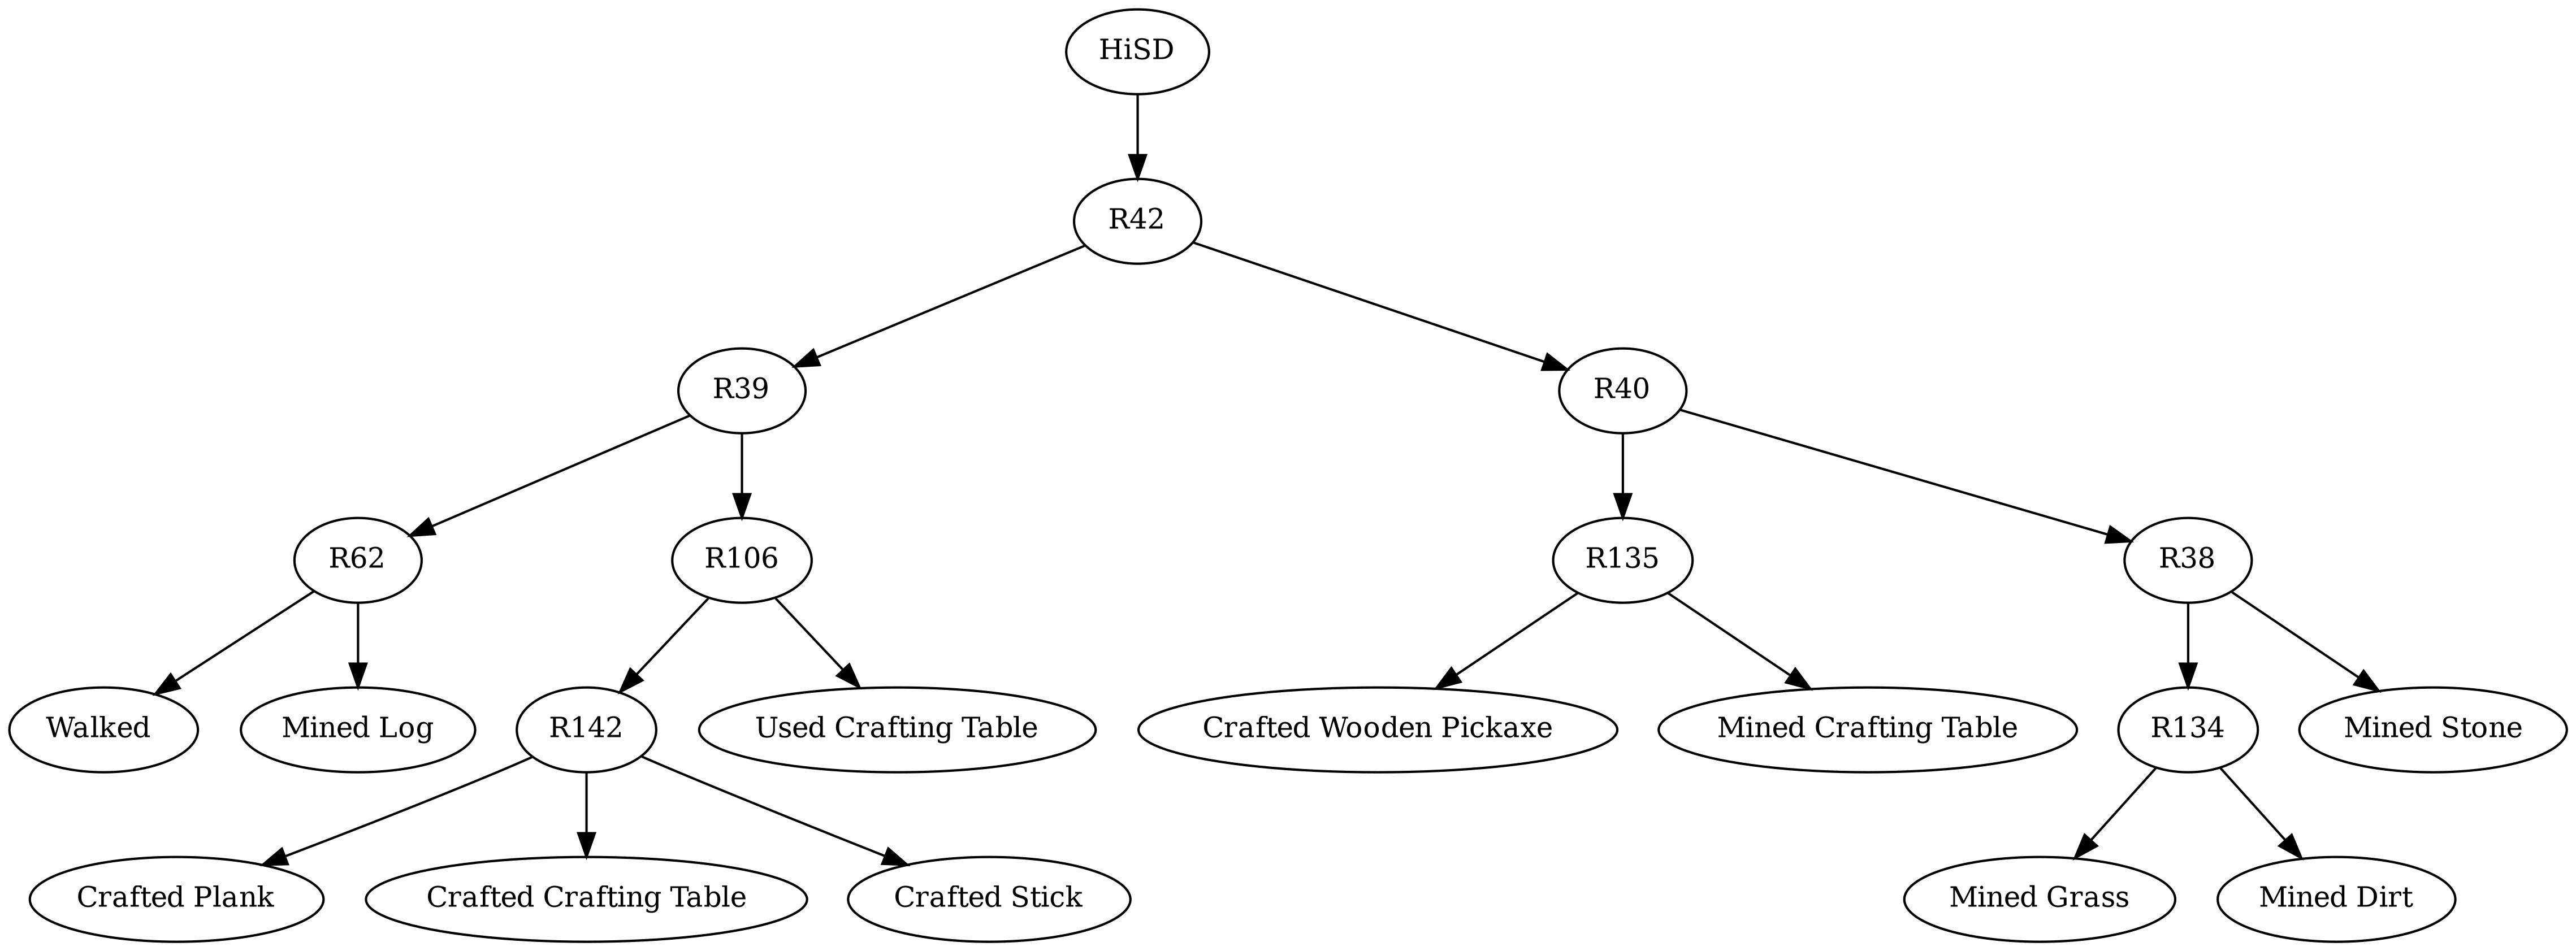 HiSD
R42
R39
R40
R62
R106
R135
R38
Walked
Mined Log
R142
Used Crafting Table
Crafted Wooden Pickaxe
Mined Crafting Table
R134
Mined Stone
Crafted Plank
Crafted Crafting Table
Crafted Stick
Mined Grass
Mined Dirt